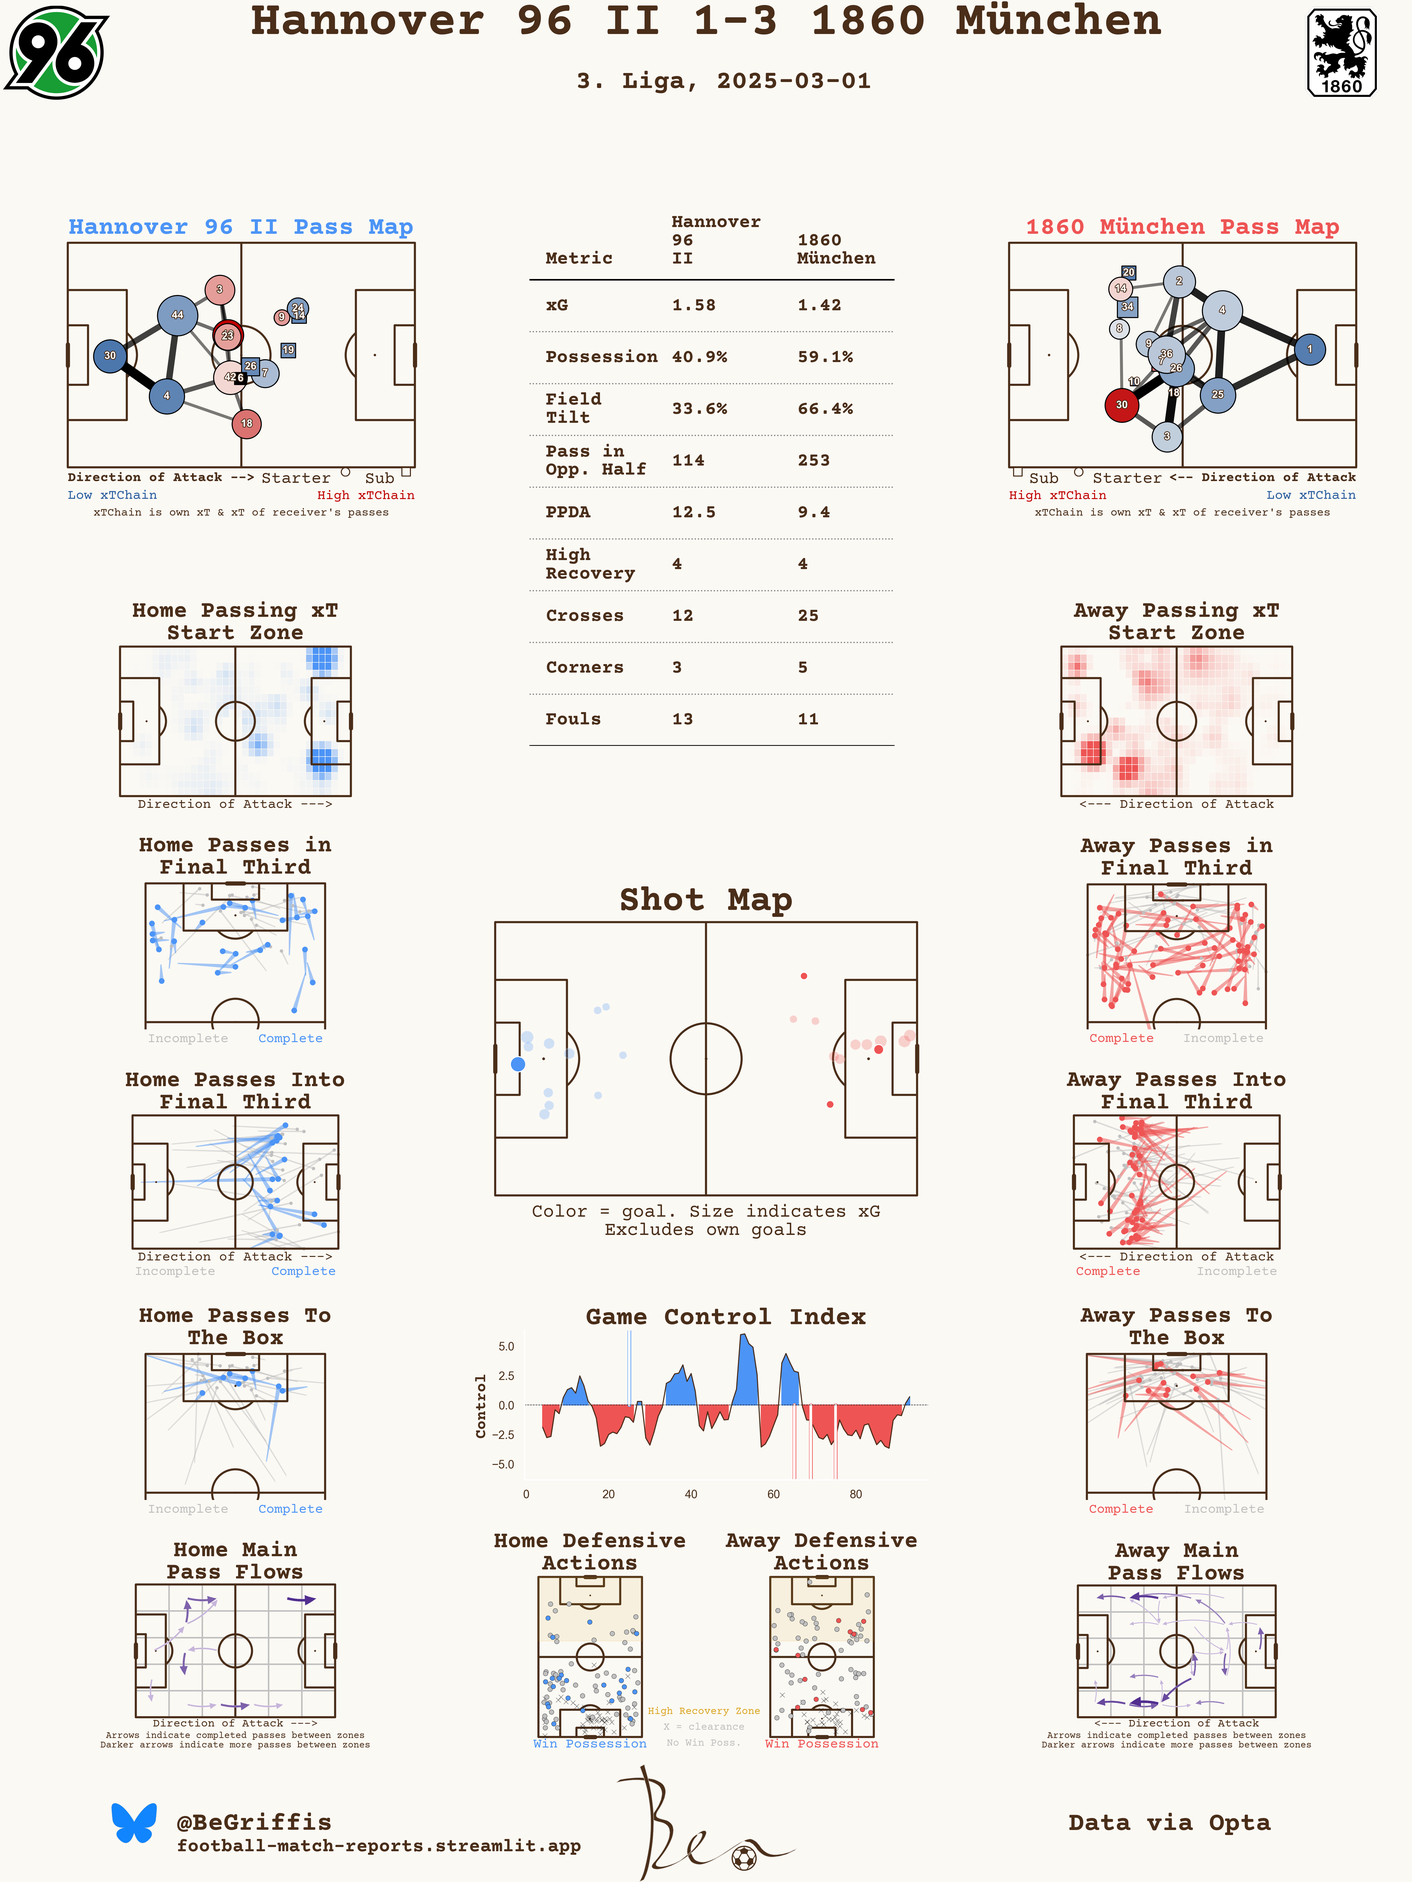 Hannover 96 II 1-3 1860 München
3. Liga, 2025-03-01
96
1860
Hannover 96 II Pass Map
3
44
24
9
14
23
30
19
26
7
42
6
4
18
Direction of Attack --> Starter Sub
Low xTChain High xTChain
xTChain is own xT & xT of receiver's passes
Hannover
96 1860
Metric II München
xG 1.58 1.42
Possession 40.9% 59.1%
Field
Tilt 33.6% 66.4%
Pass in
Opp. Half 114 253
PPDA 12.5 9.4
High
Recovery 4 4
Crosses 12 25
Corners 3 5
Fouls 13 11
1860 München Pass Map
20
2
14
34
4
8
9
36
1
7
26
10
18
25
30
3
Sub Starter <-- Direction of Attack
High xTChain Low xTChain
xTChain is own xT & xT of receiver's passes
Home Passing xT
Start Zone
Direction of Attack --->
Away Passing xT
Start Zone
<--- Direction of Attack
Home Passes in
Final Third
Incomplete Complete
Away Passes in
Final Third
Complete Incomplete
Shot Map
Color = goal. Size indicates xG
Excludes own goals
Home Passes Into
Final Third
Direction of Attack --->
Incomplete Complete
Away Passes Into
Final Third
<--- Direction of Attack
Complete Incomplete
Home Passes To
The Box
Incomplete Complete
Game Control Index
Control
5.0
2.5
0.0
−2.5
−5.0
0 20 40 60 80
Away Passes To
The Box
Complete Incomplete
Home Main
Pass Flows
Direction of Attack --->
Arrows indicate completed passes between zones
Darker arrows indicate more passes between zones
Home Defensive
Actions
Win Possession
High Recovery Zone
X = clearance
No Win Poss.
Away Defensive
Actions
Win Possession
Away Main
Pass Flows
<--- Direction of Attack
Arrows indicate completed passes between zones
Darker arrows indicate more passes between zones
@BeGriffis
football-match-reports.streamlit.app
Ben
Data via Opta